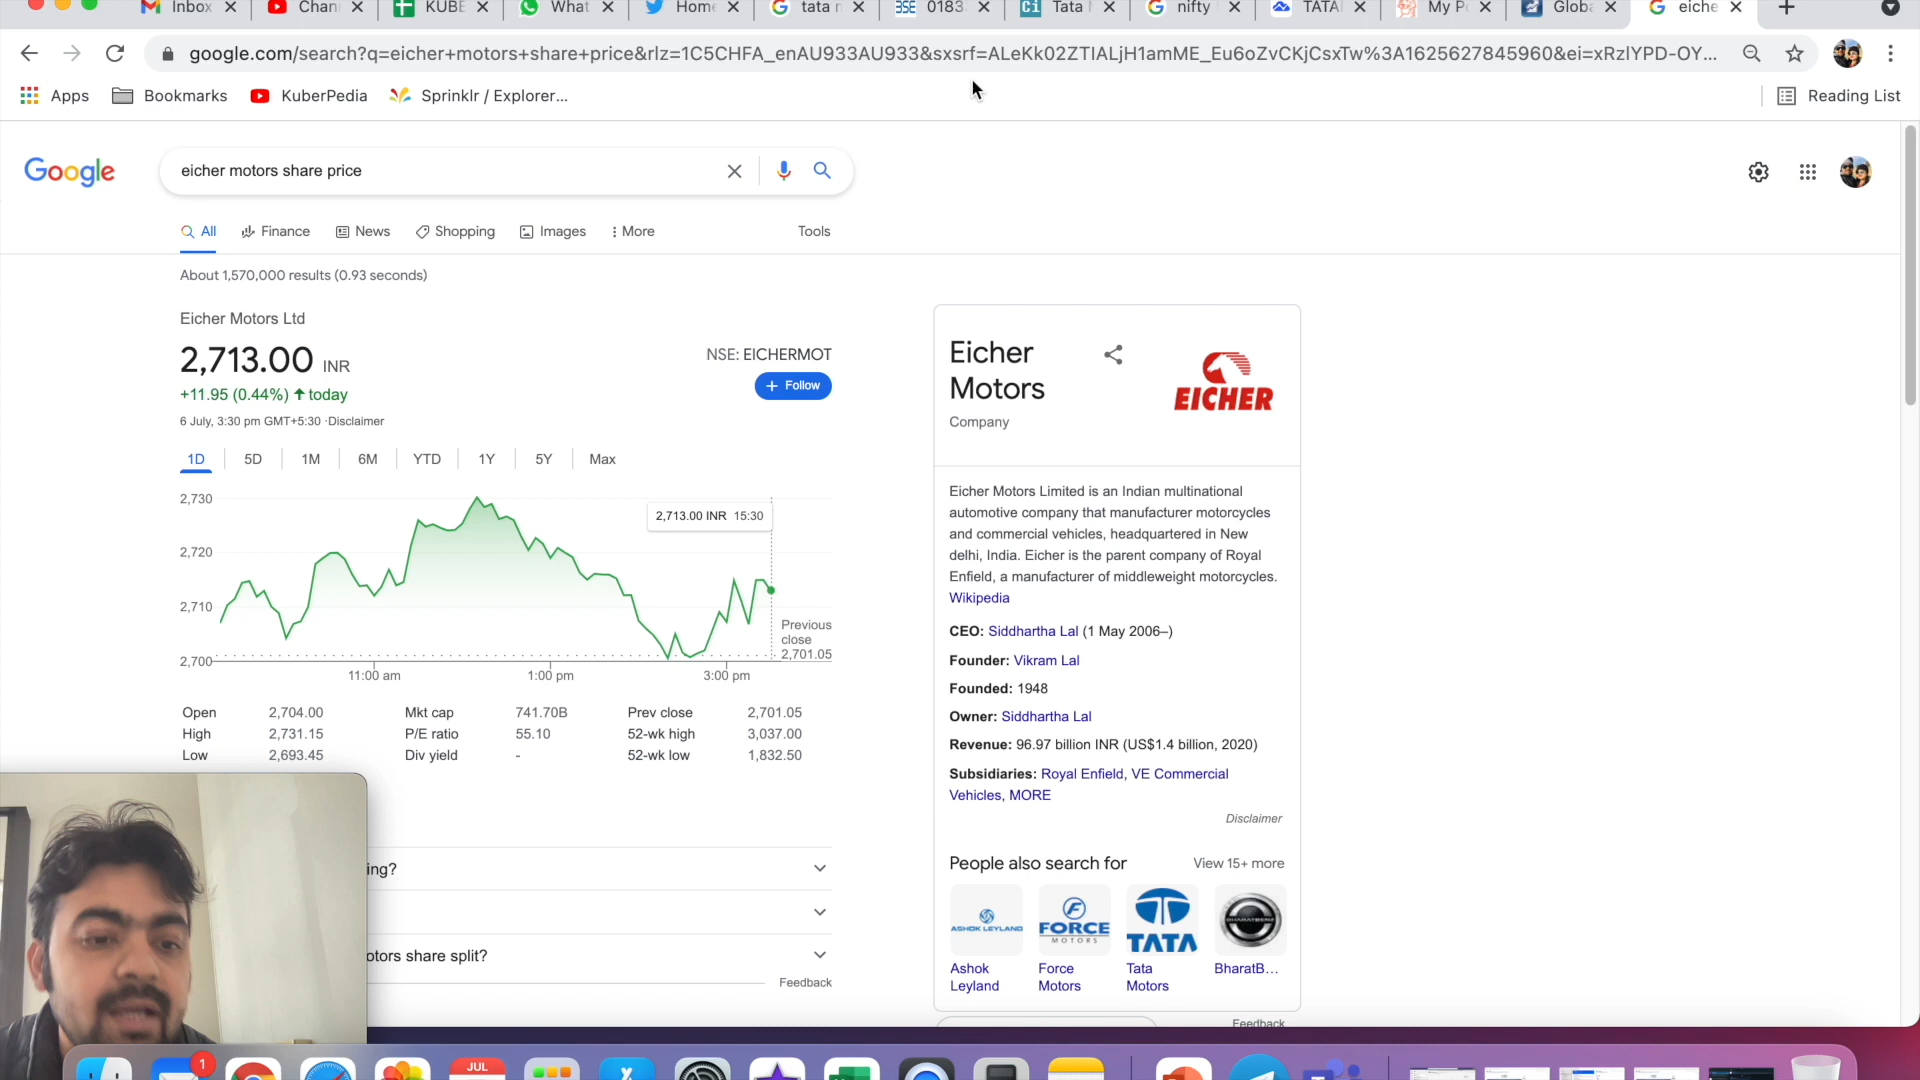 Inbox
Chan
KUBE
What
Home
tata n
BSE 0183
Ci Tata
nifty
TATAI
My P
Globa
eiche
google.com/search?q=eicher+motors+share+price&rlz=1C5CHFA_enAU933AU933&sxsrf=ALeKk02ZTIALjH1amME_Eu6oZvCKjCsxTw%3A1625627845960&ei=xRzlYPD-OY...
Apps
Bookmarks
KuberPedia
Sprinklr / Explorer...
Reading List
Google
eicher motors share price
All
Finance
News
Shopping
Images
More
Tools
About 1,570,000 results (0.93 seconds)
Eicher Motors Ltd
2,713.00 INR
NSE: EICHERMOT
+11.95 (0.44%) today
+ Follow
6 July, 3:30 pm GMT+5:30 ·Disclaimer
1D 5D 1M 6M YTD 1Y 5Y Max
2,730
2,713.00 INR 15:30
2,720
2,710
Previous
close
2,701.05
2,700
11:00 am 1:00 pm 3:00 pm
Open 2,704.00 Mkt cap 741.70B Prev close 2,701.05
High 2,731.15 P/E ratio 55.10 52-wk high 3,037.00
Low 2,693.45 Div yield - 52-wk low 1,832.50
ing?
otors share split?
Feedback
Eicher
Motors
Company
EICHER
Eicher Motors Limited is an Indian multinational
automotive company that manufacturer motorcycles
and commercial vehicles, headquartered in New
delhi, India. Eicher is the parent company of Royal
Enfield, a manufacturer of middleweight motorcycles.
Wikipedia
CEO: Siddhartha Lal (1 May 2006–)
Founder: Vikram Lal
Founded: 1948
Owner: Siddhartha Lal
Revenue: 96.97 billion INR (US$1.4 billion, 2020)
Subsidiaries: Royal Enfield, VE Commercial
Vehicles, MORE
Disclaimer
People also search for
View 15+ more
ASHOK LEYLAND
FORCE
MOTORS
TATA
BHARATBENZ
Ashok
Leyland
Force
Motors
Tata
Motors
BharatB...
Feedback
1
JUL